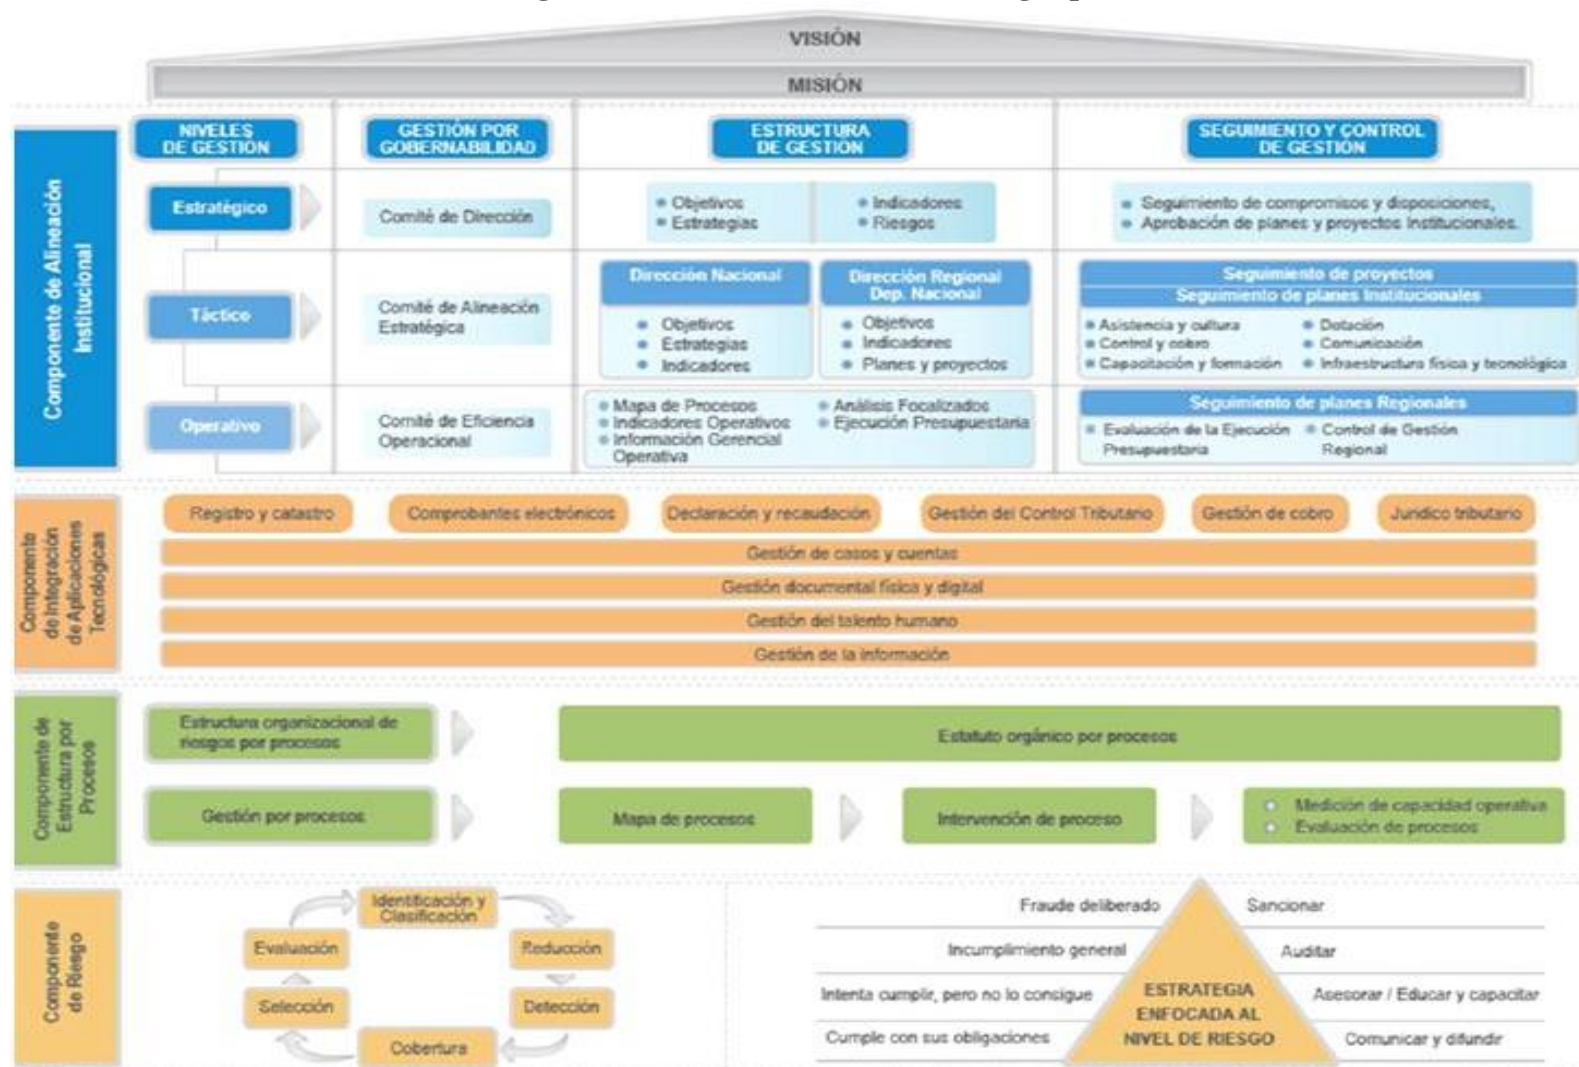 VISIÓN
MISIÓN
Componente de Alineación
Institucional
NIVELES
DE GESTIÓN
GESTIÓN POR
GOBERNABILIDAD
ESTRUCTURA
DE GESTIÓN
SEGUIMIENTO Y CONTROL
DE GESTIÓN
Estratégico
Comité de Dirección
Objetivos
Estrategias
Indicadores
Riesgos
Seguimiento de compromisos y disposiciones,
Aprobación de planes y proyectos Institucionales.
Táctico
Comité de Alineación
Estratégica
Dirección Nacional
Objetivos
Estrategias
Indicadores
Dirección Regional
Dep. Nacional
Objetivos
Indicadores
Planes y proyectos
Seguimiento de proyectos
Seguimiento de planes Institucionales
Asistencia y cultura
Control y cobro
Capacitación y formación
Dotación
Comunicación
Infraestructura física y tecnológica
Operativo
Comité de Eficiencia
Operacional
Mapa de Procesos
Indicadores Operativos
Información Gerencial
Operativa
Análisis Focalizados
Ejecución Presupuestaria
Seguimiento de planes Regionales
Evaluación de la Ejecución
Presupuestaria
Control de Gestión
Regional
Componente
de Integración
de Aplicaciones
Tecnológicas
Registro y catastro
Comprobantes electrónicos
Declaración y recaudación
Gestión del Control Tributario
Gestión de cobro
Jurídico tributario
Gestión de casos y cuentas
Gestión documental física y digital
Gestión del talento humano
Gestión de la información
Componente de
Estructura por
Procesos
Estructura organizacional de
riesgos por procesos
Estatuto orgánico por procesos
Gestión por procesos
Mapa de procesos
Intervención de proceso
Medición de capacidad operativa
Evaluación de procesos
Componente
de Riesgo
Identificación y
Clasificación
Evaluación
Reducción
Selección
Detección
Cobertura
Fraude deliberado
Sancionar
Incumplimiento general
Auditar
Intenta cumplir, pero no lo consigue
Asesorar / Educar y capacitar
Cumple con sus obligaciones
Comunicar y difundir
ESTRATEGIA
ENFOCADA AL
NIVEL DE RIESGO